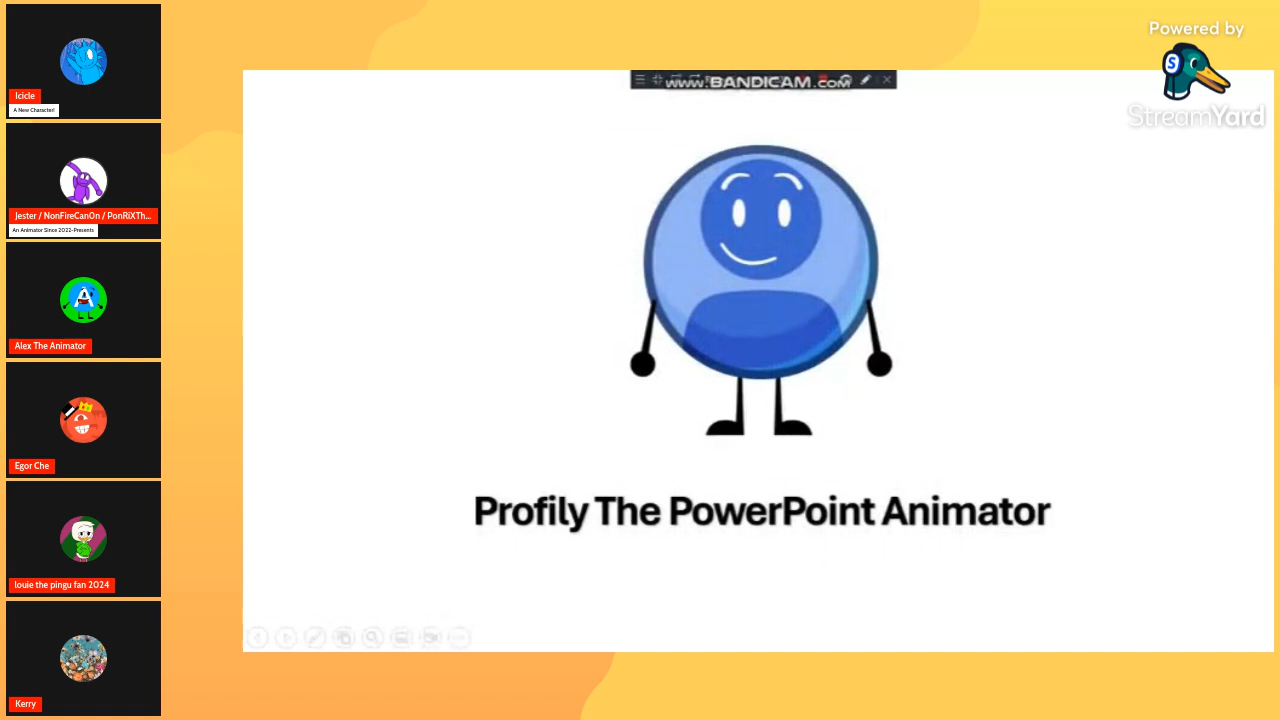 Icicle
A New Character!
Jester / NonFireCan0n / PonRiXTh...
An Animator Since 2022-Presents
Alex The Animator
A
Egor Che
louie the pingu fan 2024
Kerry
www.BANDICAM.com
Profily The PowerPoint Animator
Powered by
S
StreamYard